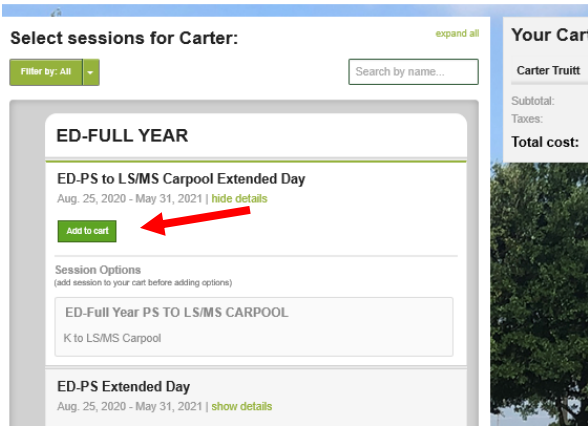 Select sessions for Carter:
expand all
Filter by: All
Search by name...
ED-FULL YEAR
ED-PS to LS/MS Carpool Extended Day
Aug. 25, 2020 - May 31, 2021 | hide details
Add to cart
Session Options
(add session to your cart before adding options)
ED-Full Year PS TO LS/MS CARPOOL
K to LS/MS Carpool
ED-PS Extended Day
Aug. 25, 2020 - May 31, 2021 | show details
Your Cart
Carter Truitt
Subtotal:
Taxes:
Total cost: